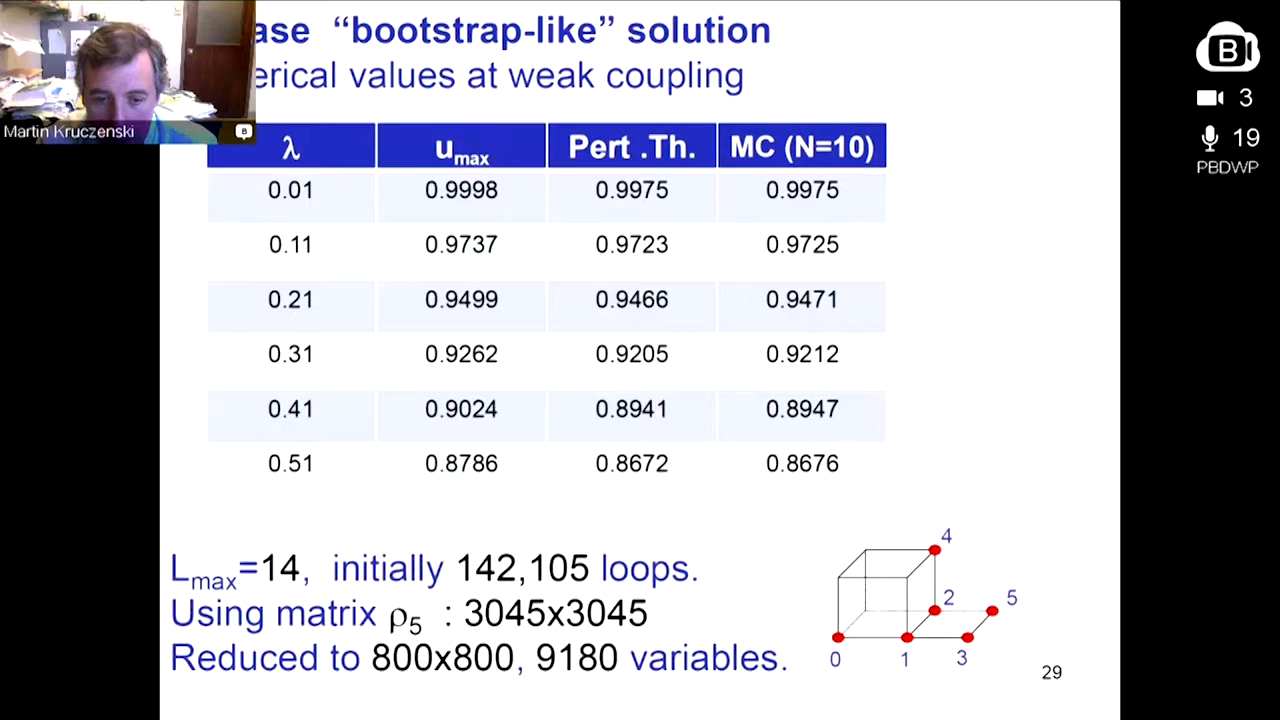 ase “bootstrap-like” solution
erical values at weak coupling
Martin Kruczenski
B
B
3
19
PBDWP
λ umax Pert .Th. MC (N=10)
0.01 0.9998 0.9975 0.9975
0.11 0.9737 0.9723 0.9725
0.21 0.9499 0.9466 0.9471
0.31 0.9262 0.9205 0.9212
0.41 0.9024 0.8941 0.8947
0.51 0.8786 0.8672 0.8676
Lmax=14, initially 142,105 loops.
Using matrix ρ5 : 3045x3045
Reduced to 800x800, 9180 variables.
4
2 5
0 1 3
29